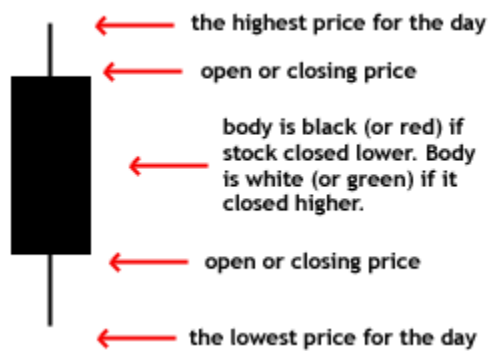 the highest price for the day
open or closing price
body is black (or red) if
stock closed lower. Body
is white (or green) if it
closed higher.
open or closing price
the lowest price for the day